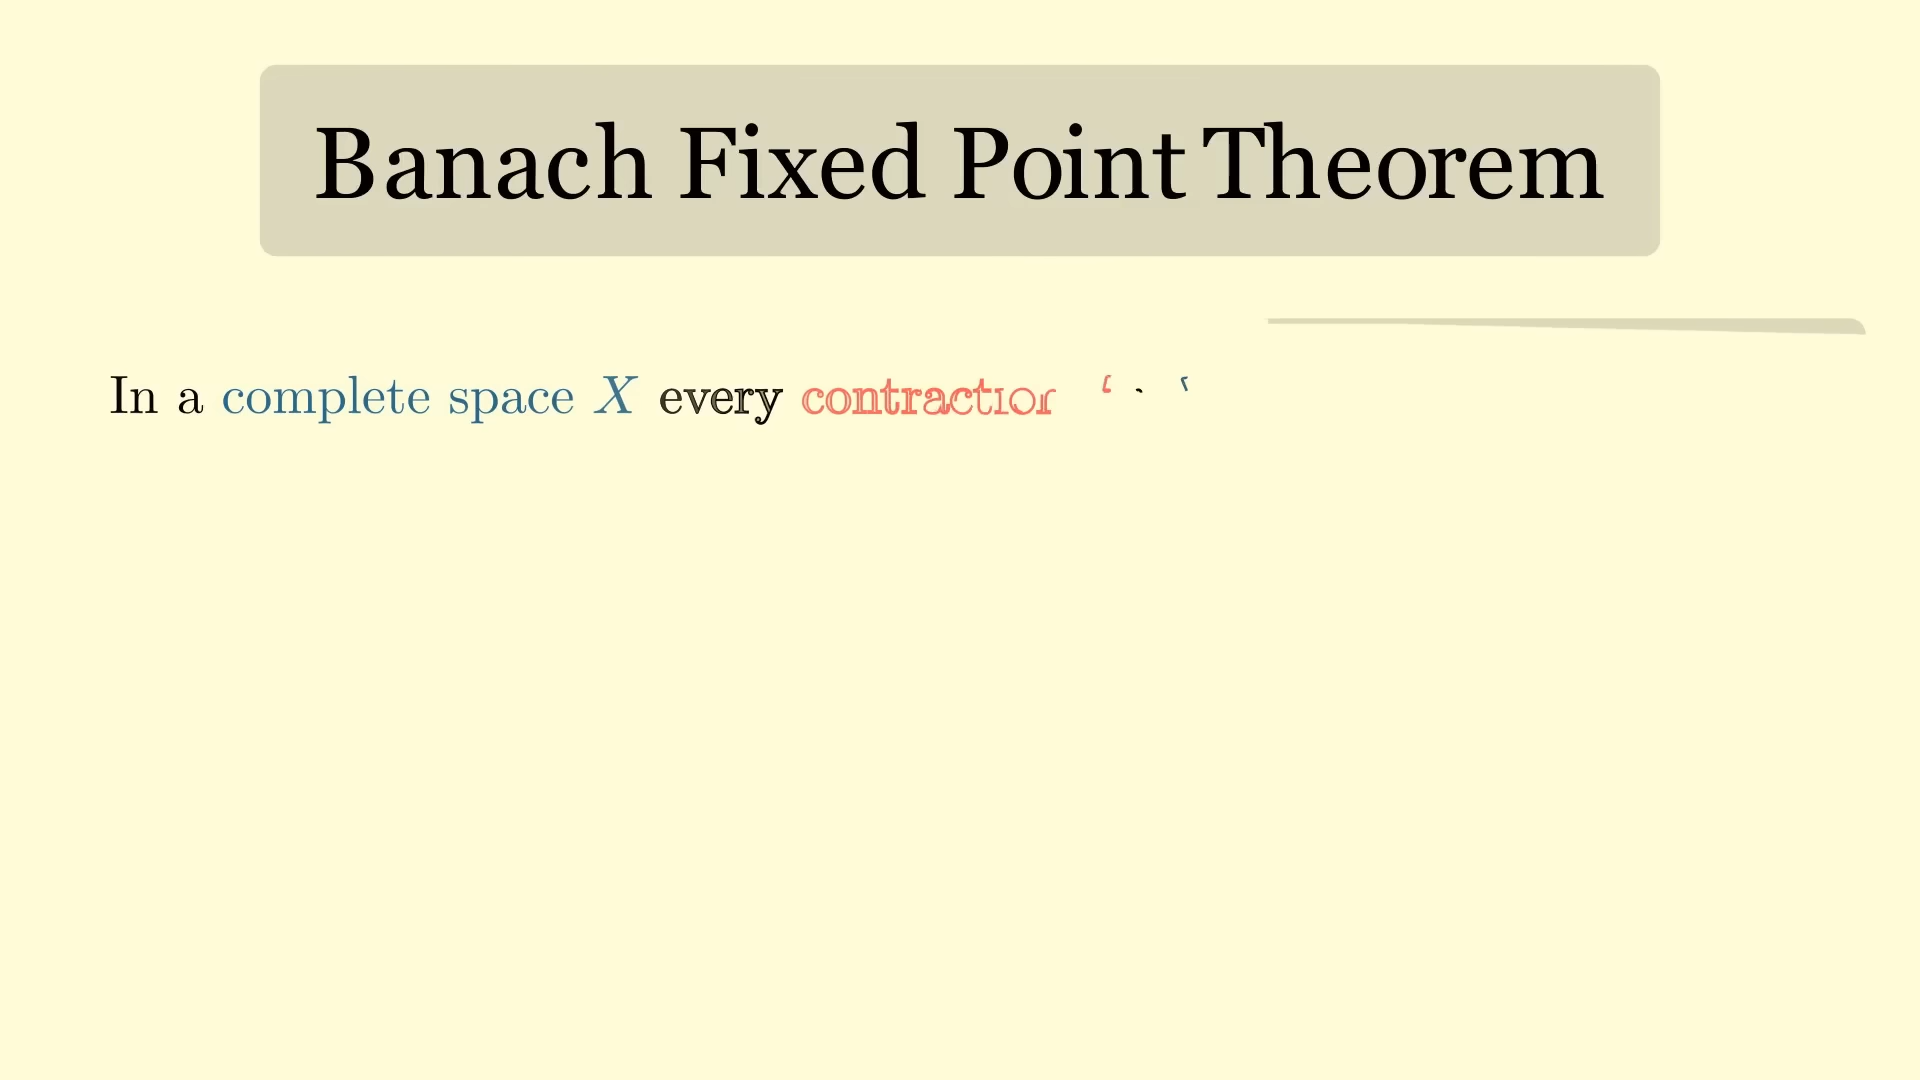 Banach Fixed Point Theorem
In a complete space X every contraction